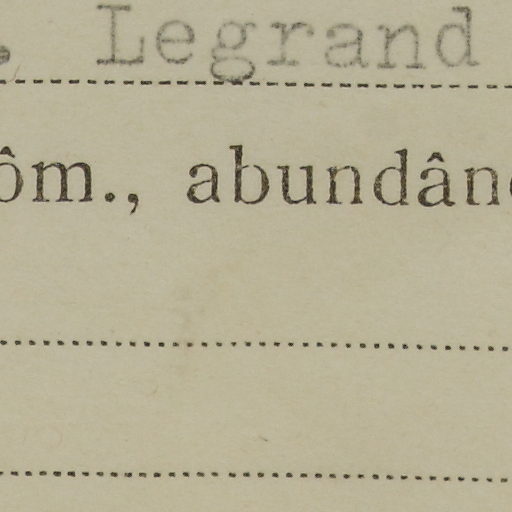 . Legrand
ôm., abundân